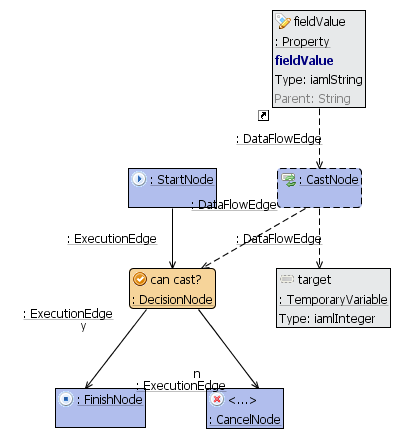 fieldValue
: Property
fieldValue
Type: iamlString
Parent: String
: DataFlowEdge
: StartNode
: CastNode
: DataFlowEdge
: ExecutionEdge
: DataFlowEdge
can cast?
: DecisionNode
target
: TemporaryVariable
Type: iamlInteger
: ExecutionEdge
y
n
: ExecutionEdge
: FinishNode
<...>
: CancelNode